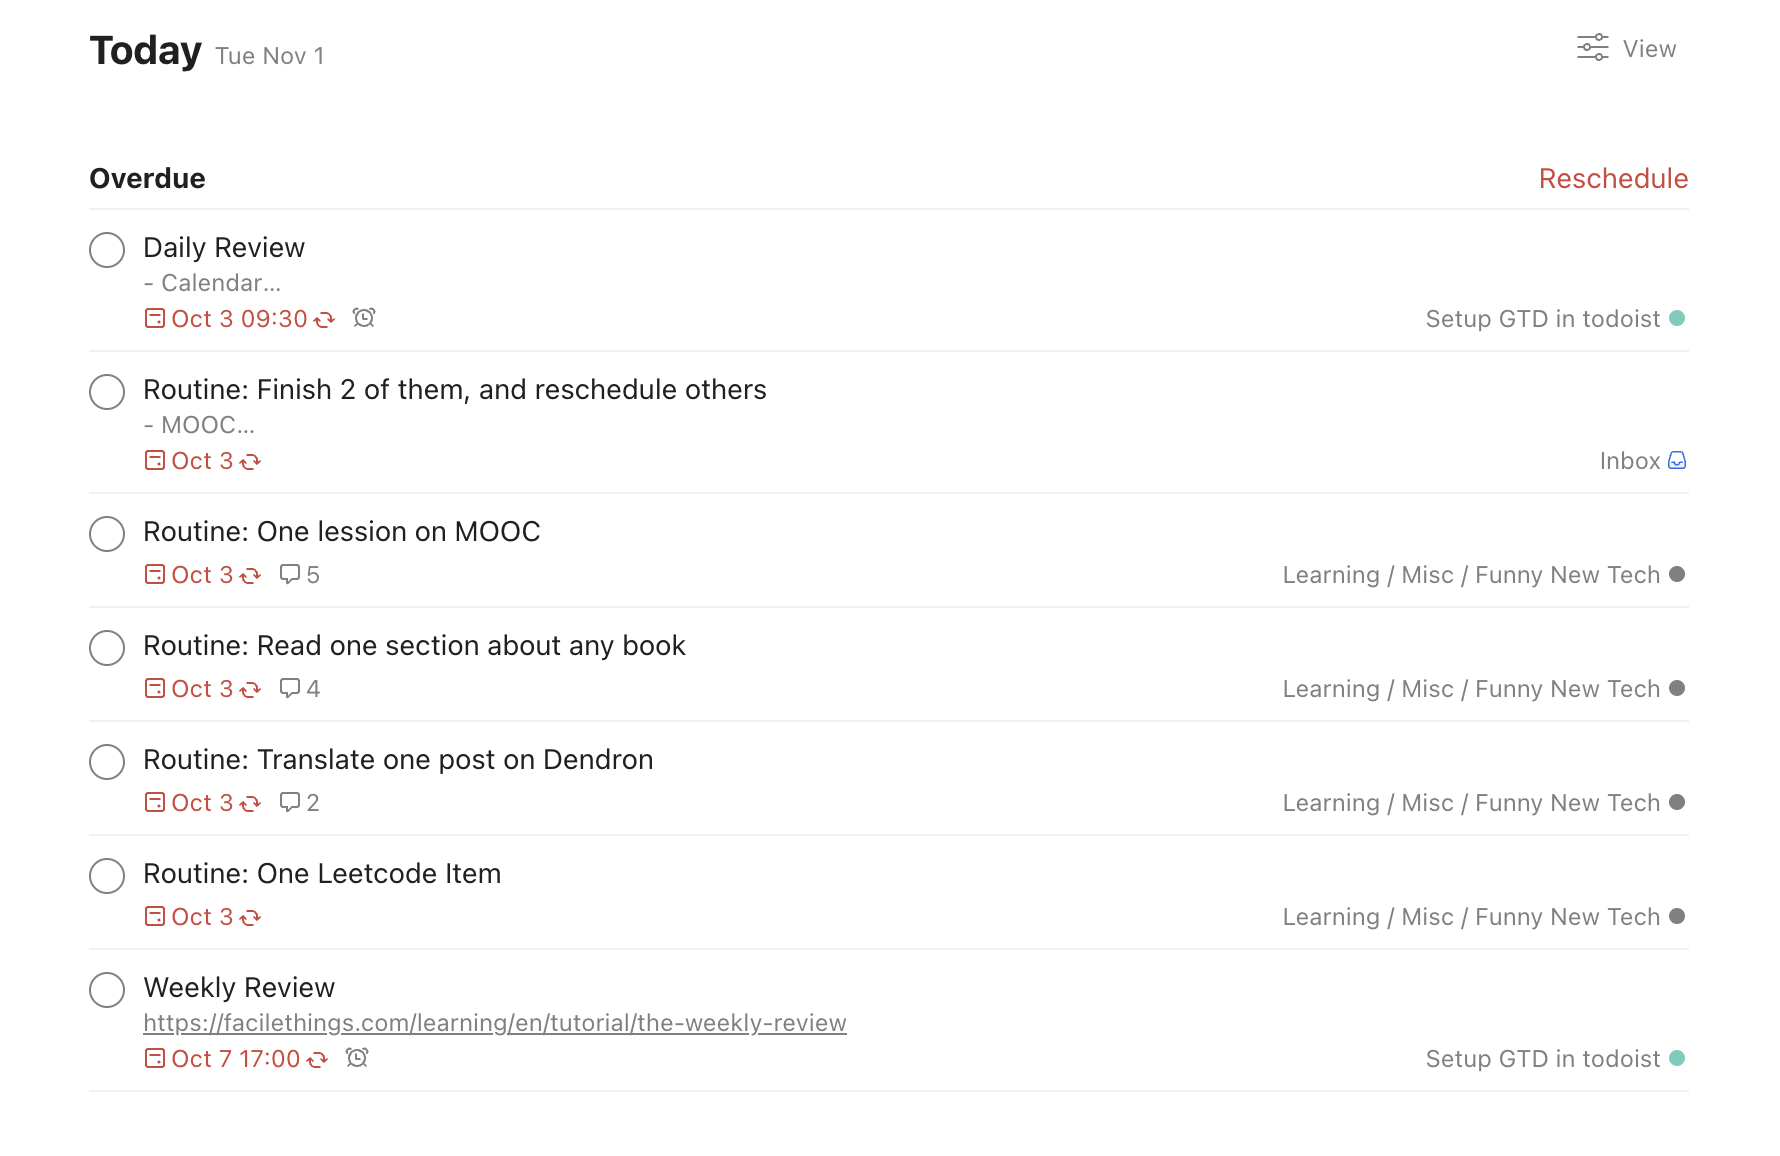 Today Tue Nov 1
View
Overdue
Reschedule
Daily Review
- Calendar...
Oct 3 09:30
Setup GTD in todoist
Routine: Finish 2 of them, and reschedule others
- MOOC...
Oct 3
Inbox
Routine: One lession on MOOC
Oct 3 5
Learning / Misc / Funny New Tech
Routine: Read one section about any book
Oct 3 4
Learning / Misc / Funny New Tech
Routine: Translate one post on Dendron
Oct 3 2
Learning / Misc / Funny New Tech
Routine: One Leetcode Item
Oct 3
Learning / Misc / Funny New Tech
Weekly Review
https://facilethings.com/learning/en/tutorial/the-weekly-review
Oct 7 17:00
Setup GTD in todoist